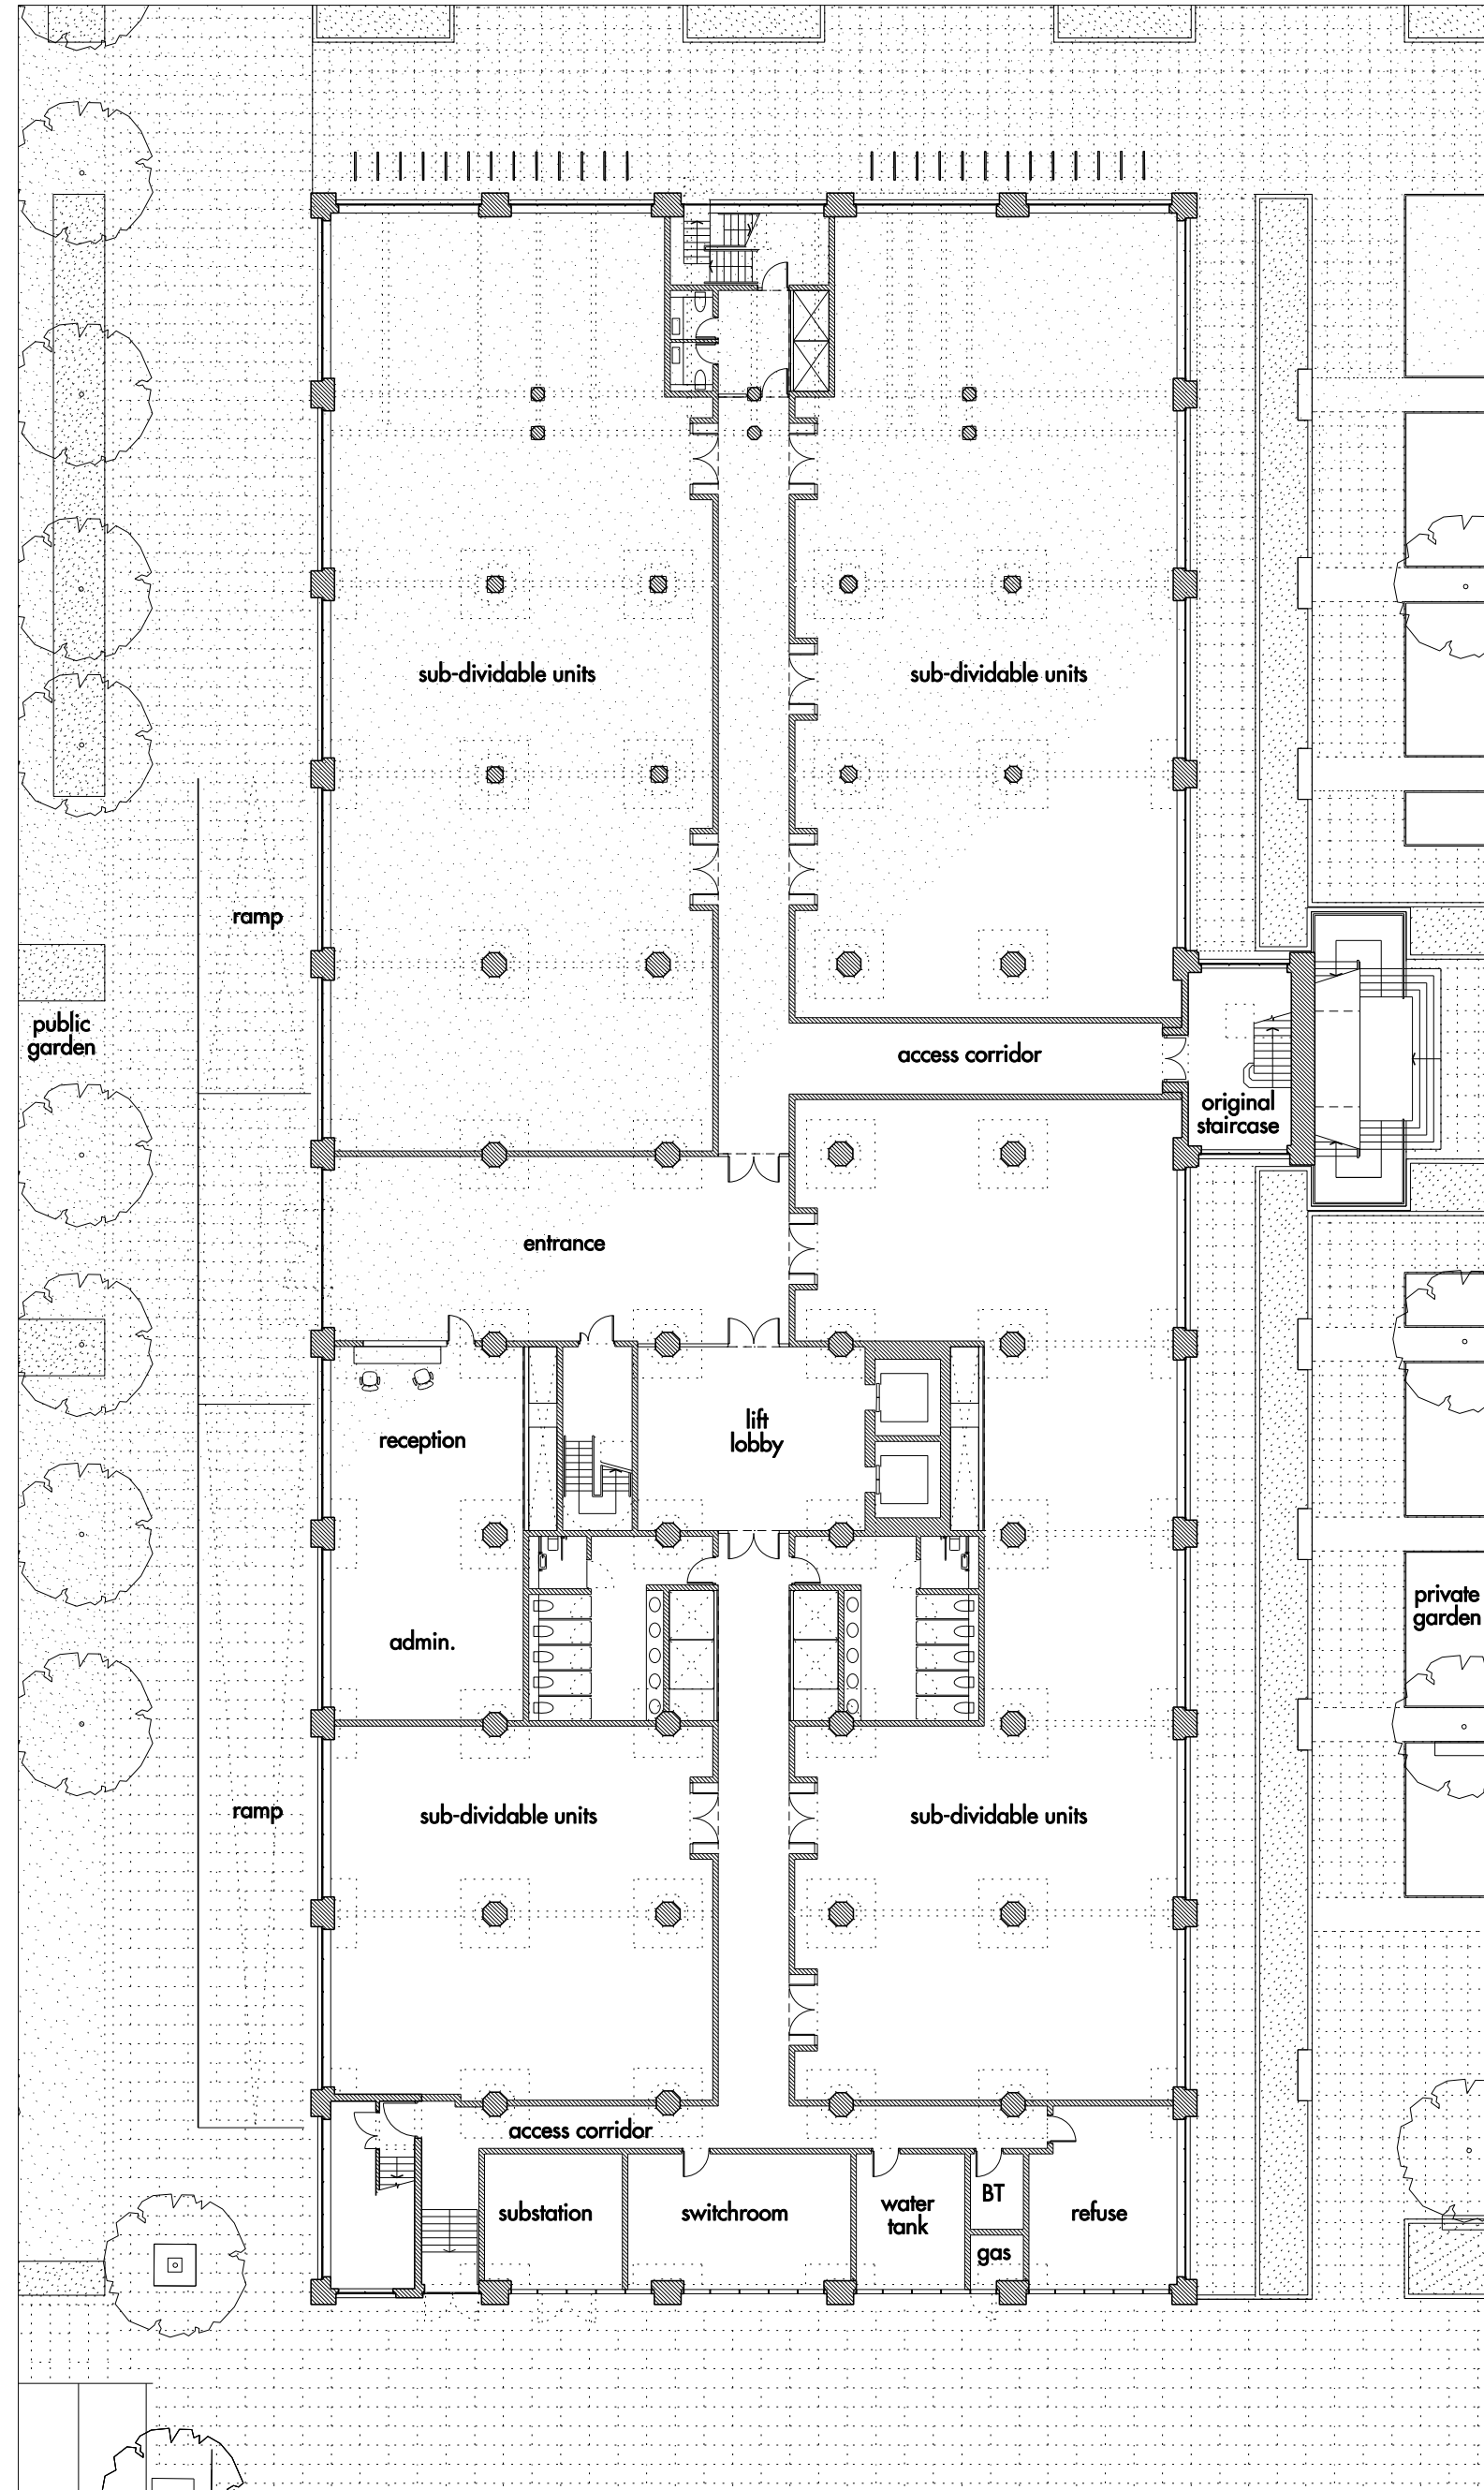 sub-dividable units
sub-dividable units
ramp
public
garden
access corridor
original
staircase
entrance
lift
lobby
reception
private
garden
admin.
ramp
sub-dividable units
sub-dividable units
access corridor
substation
switchroom
water
tank
BT
gas
refuse